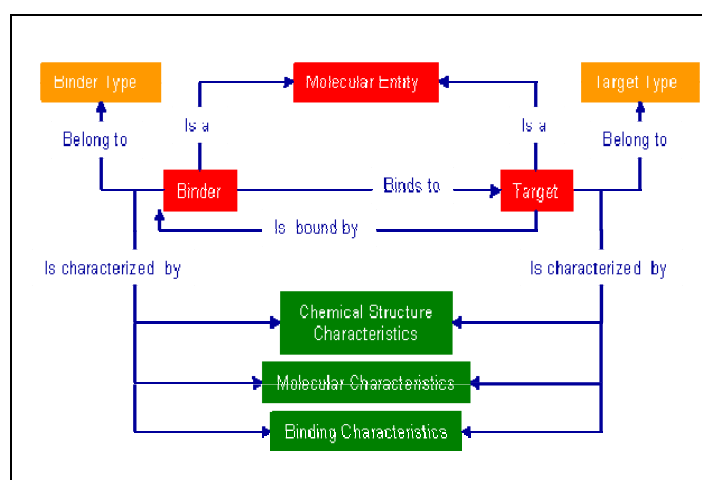 Binder Type
Molecular Entity
Target Type
Belong to
Is a
Is a
Belong to
Binder
Binds to
Target
Is bound by
Is characterized by
Is characterized by
Chemical Structure
Characteristics
Molecular Characteristics
Binding Characteristics